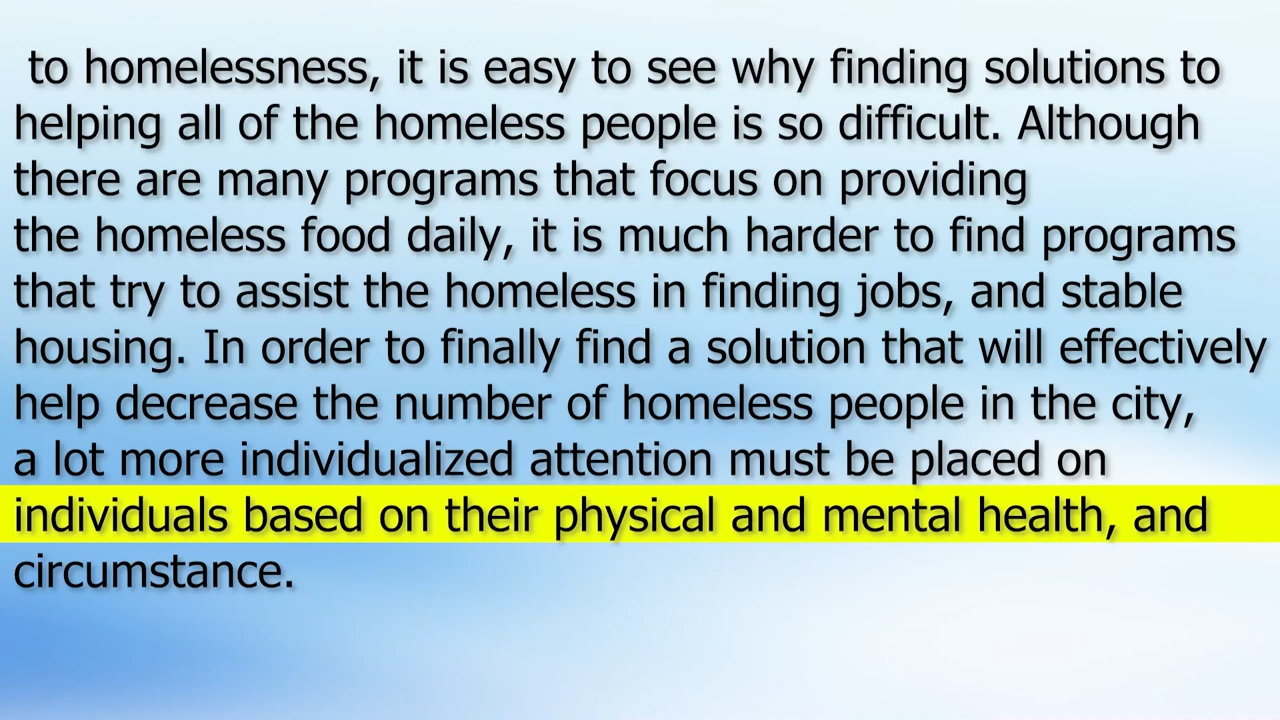 to homelessness, it is easy to see why finding solutions to
helping all of the homeless people is so difficult. Although
there are many programs that focus on providing
the homeless food daily, it is much harder to find programs
that try to assist the homeless in finding jobs, and stable
housing. In order to finally find a solution that will effectively
help decrease the number of homeless people in the city,
a lot more individualized attention must be placed on
individuals based on their physical and mental health, and
circumstance.